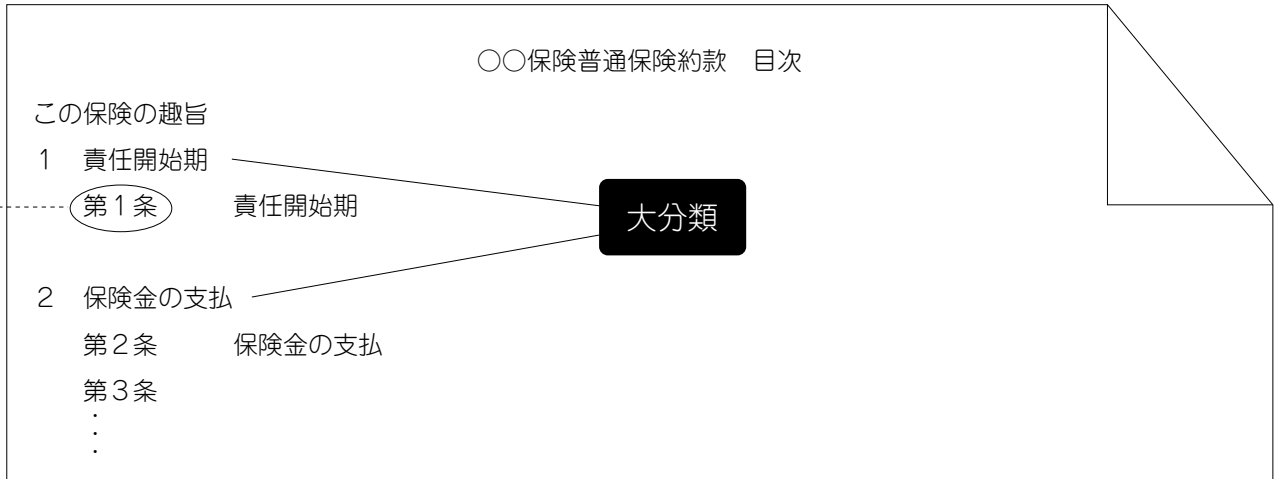 ○○保険普通保険約款　目次
この保険の趣旨
１　責任開始期
第１条　責任開始期
大分類
２　保険金の支払
第２条　保険金の支払
第３条